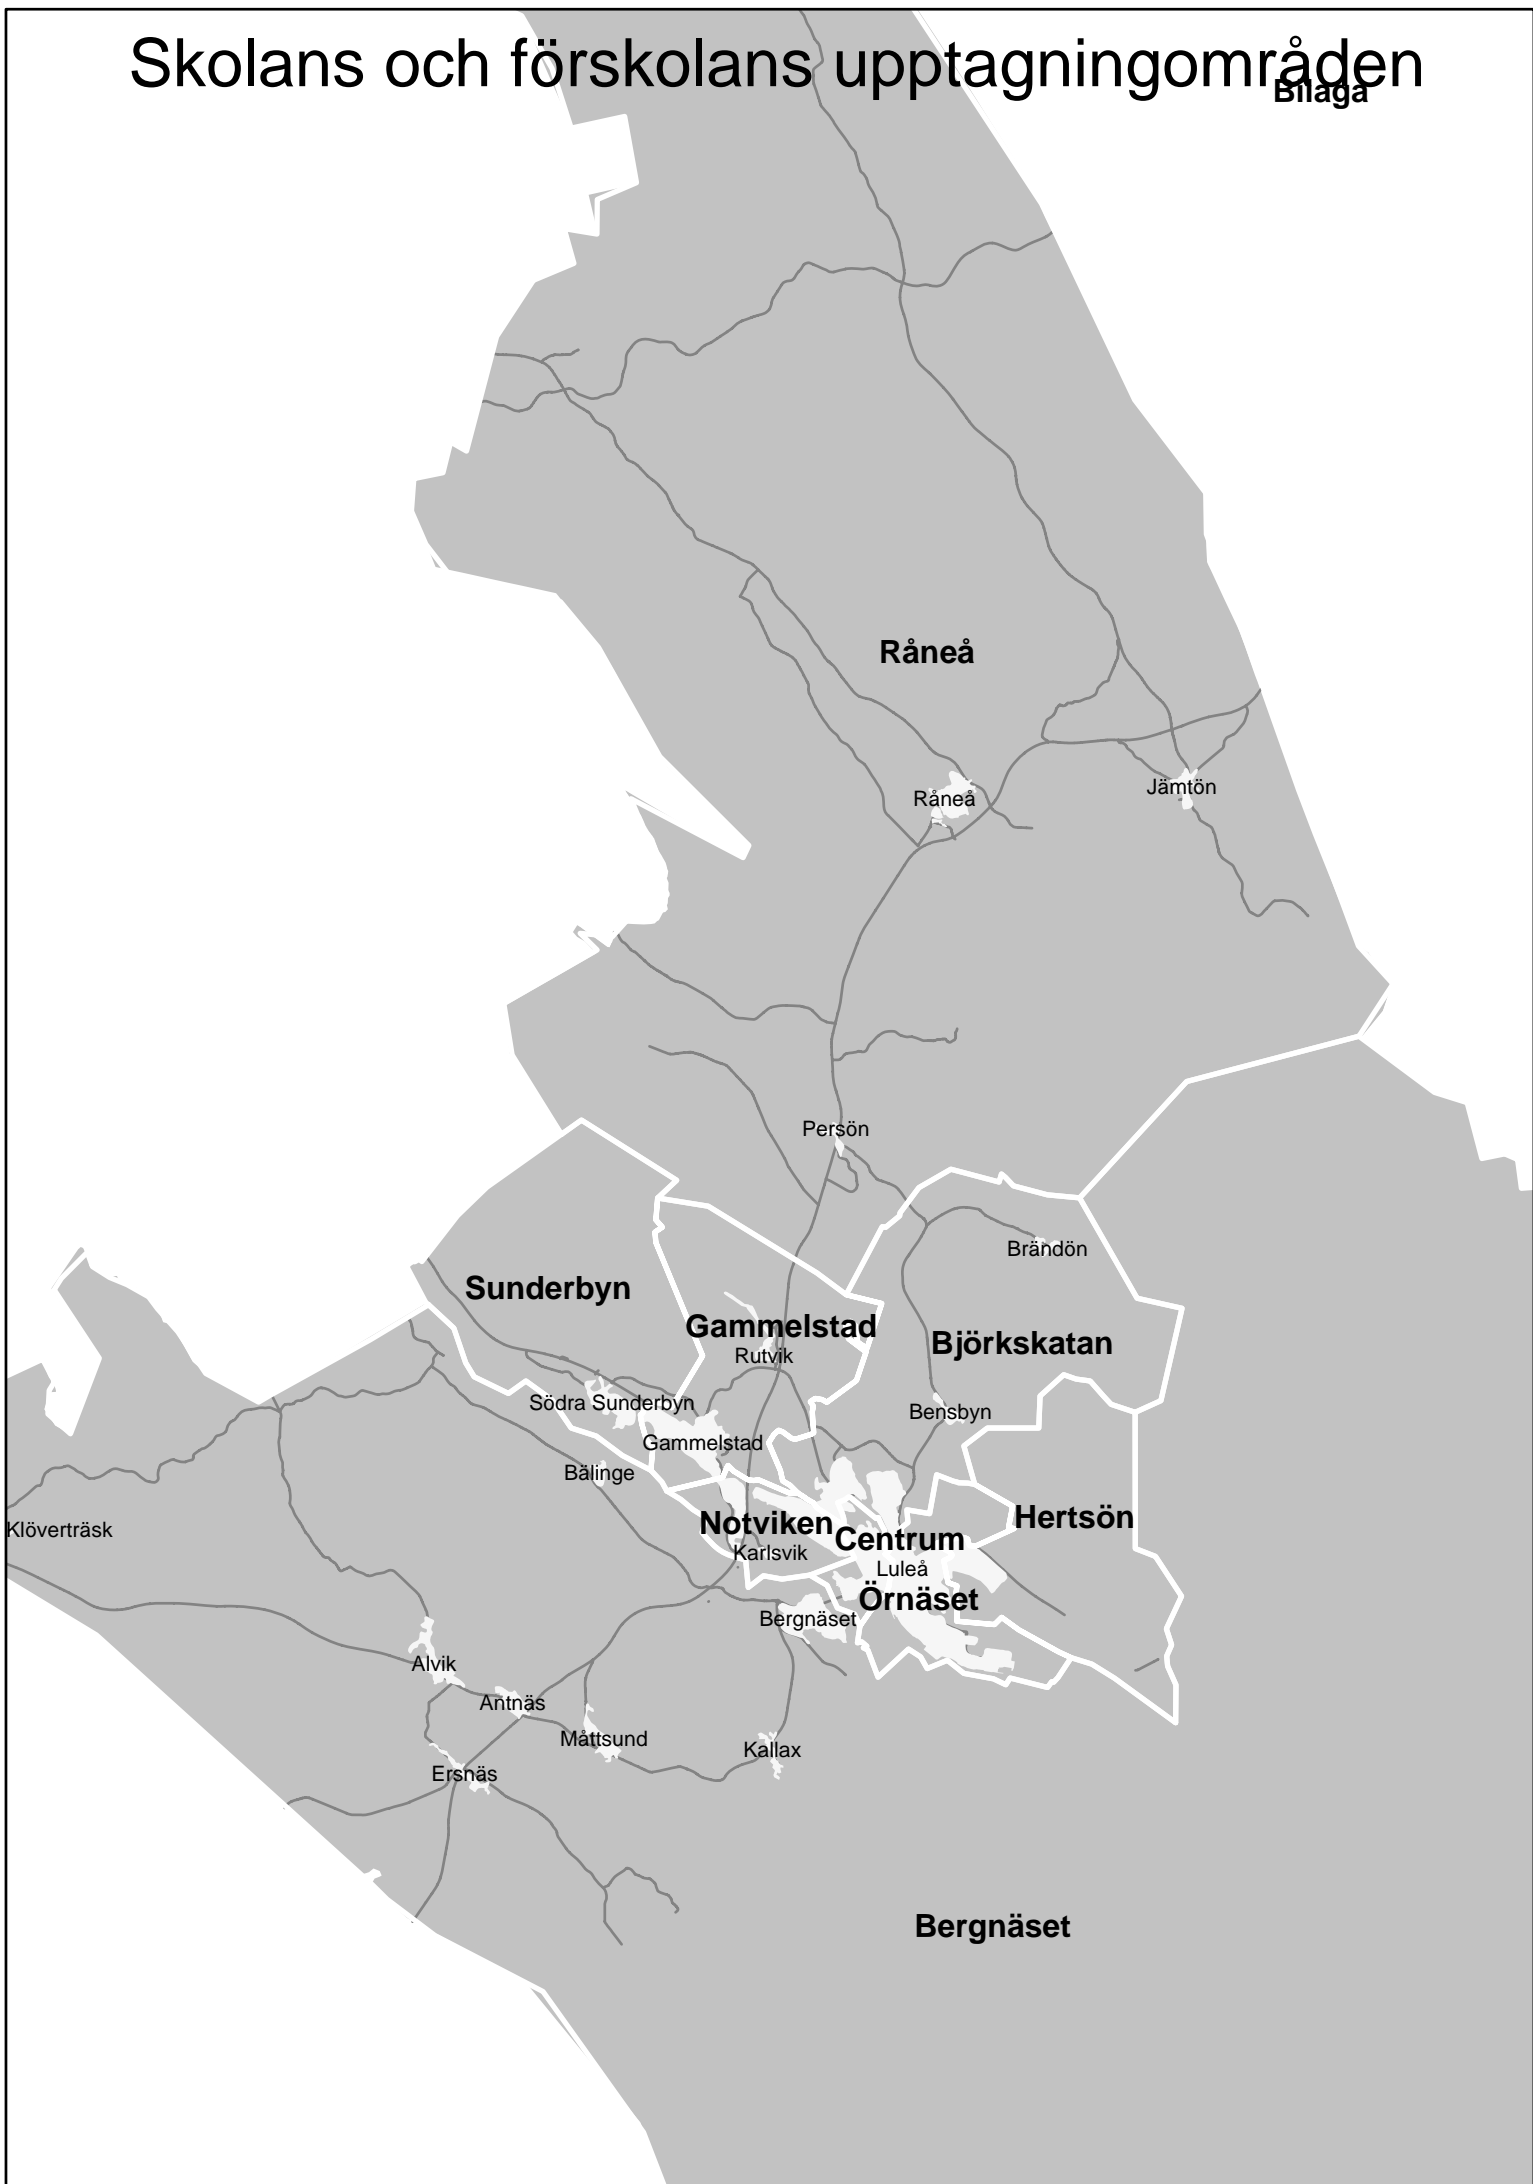 Skolans och förskolans upptagningområden
Bilaga
Råneå
Råneå
Jämtön
Persön
Brändön
Sunderbyn
Gammelstad
Rutvik
Björkskatan
Södra Sunderbyn
Bensbyn
Gammelstad
Bälinge
Klöverträsk
Notviken
Centrum
Hertsön
Karlsvik
Luleå
Örnäset
Bergnäset
Alvik
Antnäs
Måttsund
Kallax
Ersnäs
Bergnäset